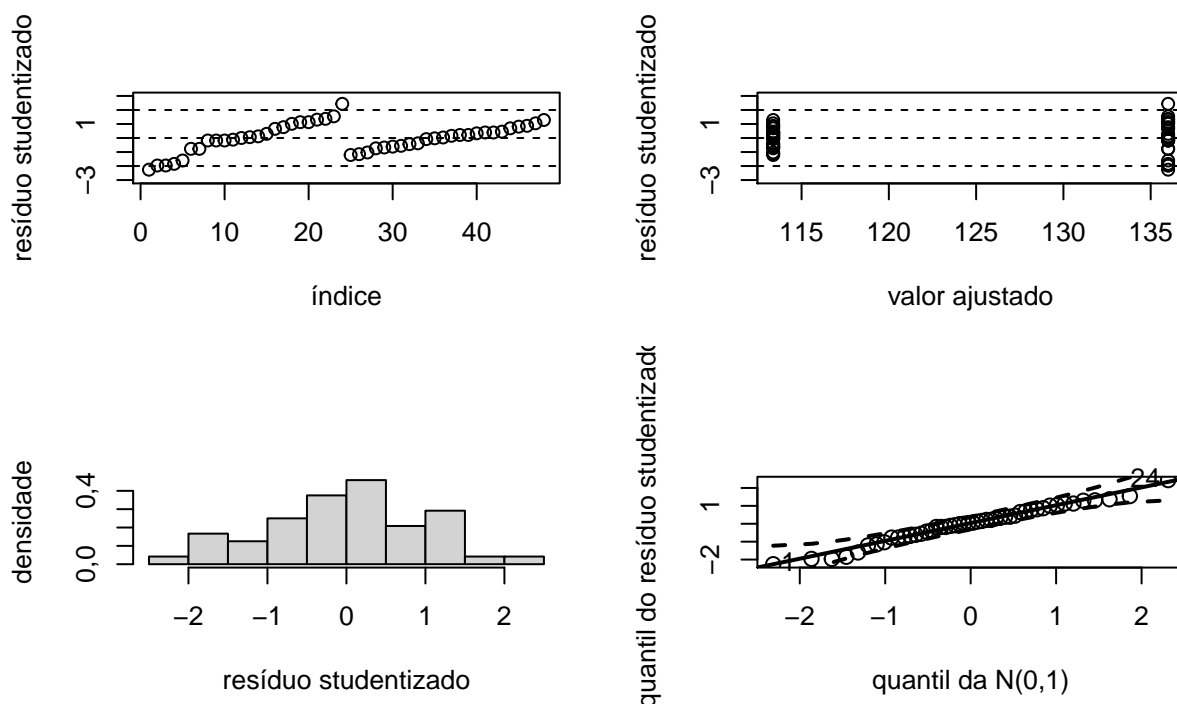 resíduo studentizado
1
−3
0 10 20 30 40
índice
resíduo studentizado
1
−3
115 120 125 130 135
valor ajustado
densidade
0,4
0,0
−2 −1 0 1 2
resíduo studentizado
quantil do resíduo studentizado
1
−2
24
1
−2 −1 0 1 2
quantil da N(0,1)